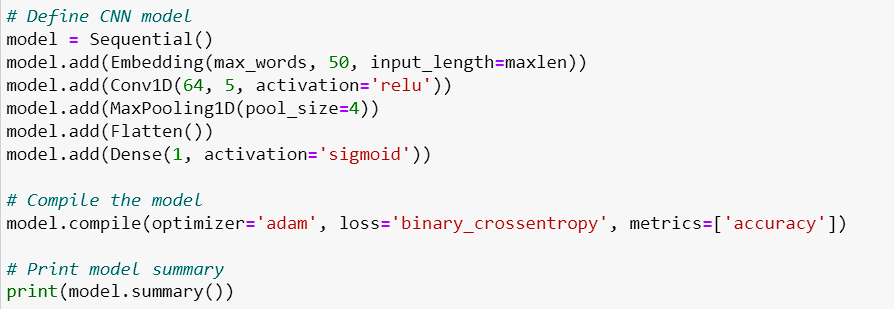 # Define CNN model
model = Sequential()
model.add(Embedding(max_words, 50, input_length=maxlen))
model.add(Conv1D(64, 5, activation='relu'))
model.add(MaxPooling1D(pool_size=4))
model.add(Flatten())
model.add(Dense(1, activation='sigmoid'))

# Compile the model
model.compile(optimizer='adam', loss='binary_crossentropy', metrics=['accuracy'])

# Print model summary
print(model.summary())